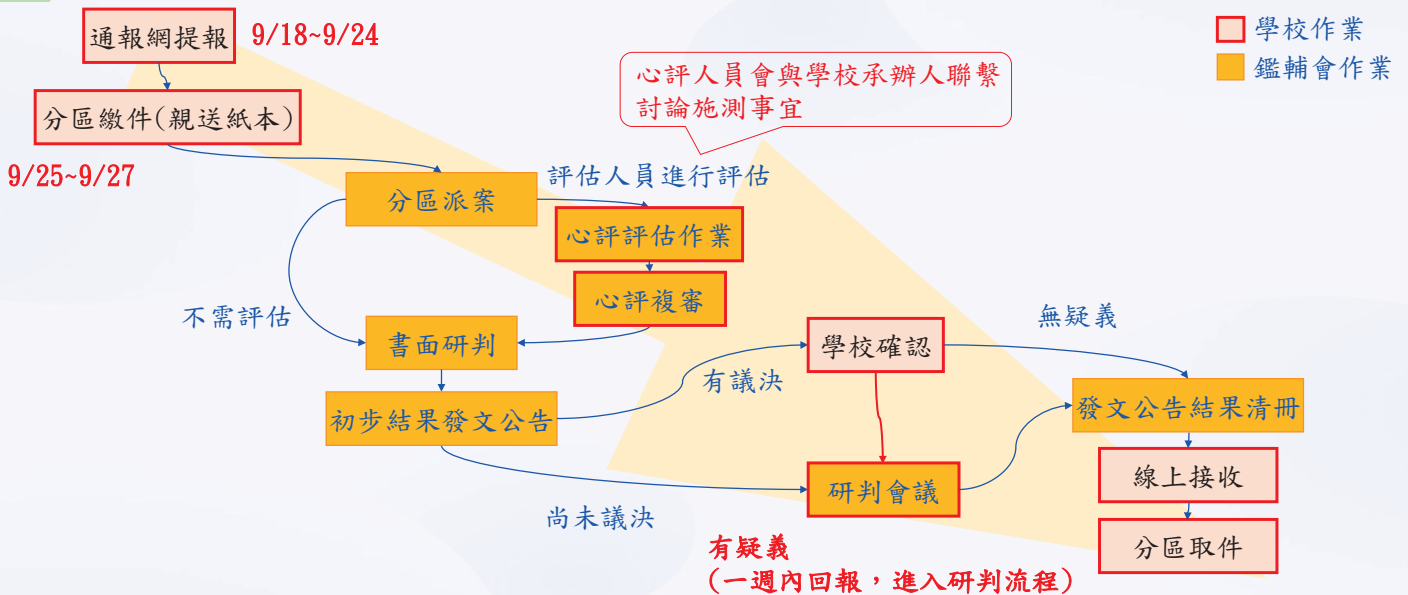 通報網提報
9/18~9/24
學校作業
鑑輔會作業
心評人員會與學校承辦人聯繫
討論施測事宜
分區繳件(親送紙本)
9/25~9/27
評估人員進行評估
分區派案
心評評估作業
心評複審
不需評估
無疑義
書面研判
學校確認
有議決
初步結果發文公告
發文公告結果清冊
線上接收
研判會議
尚未議決
分區取件
有疑義
(一週內回報，進入研判流程)